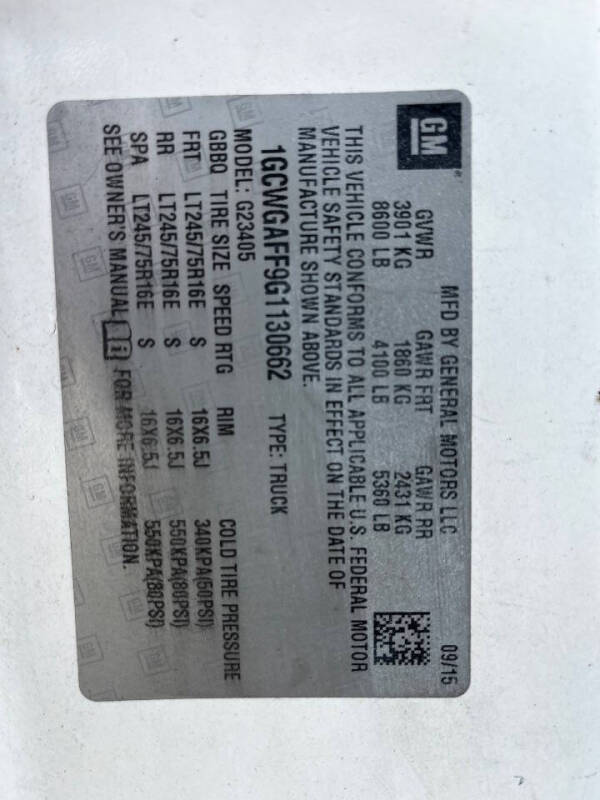 GM®
MFD BY GENERAL MOTORS LLC 09/15
GVWR GAWR FRT GAWR RR
3901 KG 1860 KG 2431 KG
8600 LB 4100 LB 5360 LB
THIS VEHICLE CONFORMS TO ALL APPLICABLE U.S. FEDERAL MOTOR
VEHICLE SAFETY STANDARDS IN EFFECT ON THE DATE OF
MANUFACTURE SHOWN ABOVE.
1GCWGAFF9G1130662 TYPE: TRUCK
MODEL: G23405
GBBQ TIRE SIZE SPEED RTG RIM COLD TIRE PRESSURE
FRT LT245/75R16E S 16X6.5J 340KPA(50PSI)
RR LT245/75R16E S 16X6.5J 550KPA(80PSI)
SPA LT245/75R16E S 16X6.5J 550KPA(80PSI)
SEE OWNER'S MANUAL i FOR MORE INFORMATION.